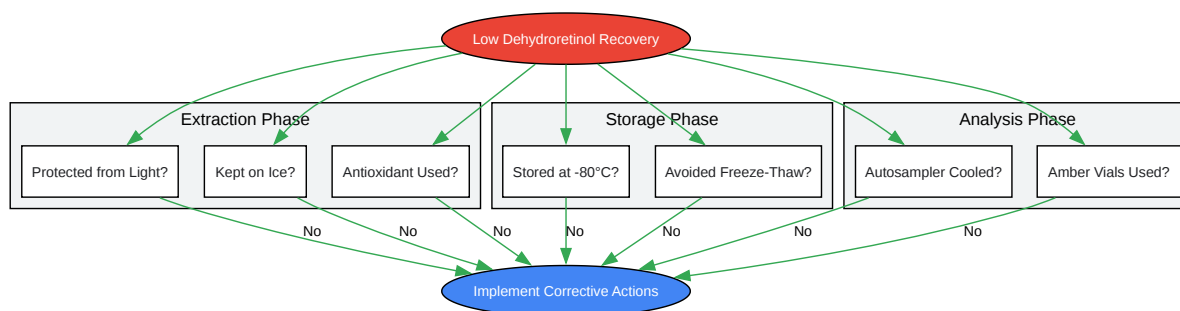 Low Dehydroretinol Recovery
Extraction Phase
Storage Phase
Analysis Phase
Protected from Light?
Kept on Ice?
Antioxidant Used?
Stored at -80°C?
Avoided Freeze-Thaw?
Autosampler Cooled?
Amber Vials Used?
No
No
No
No
No
No
No
Implement Corrective Actions